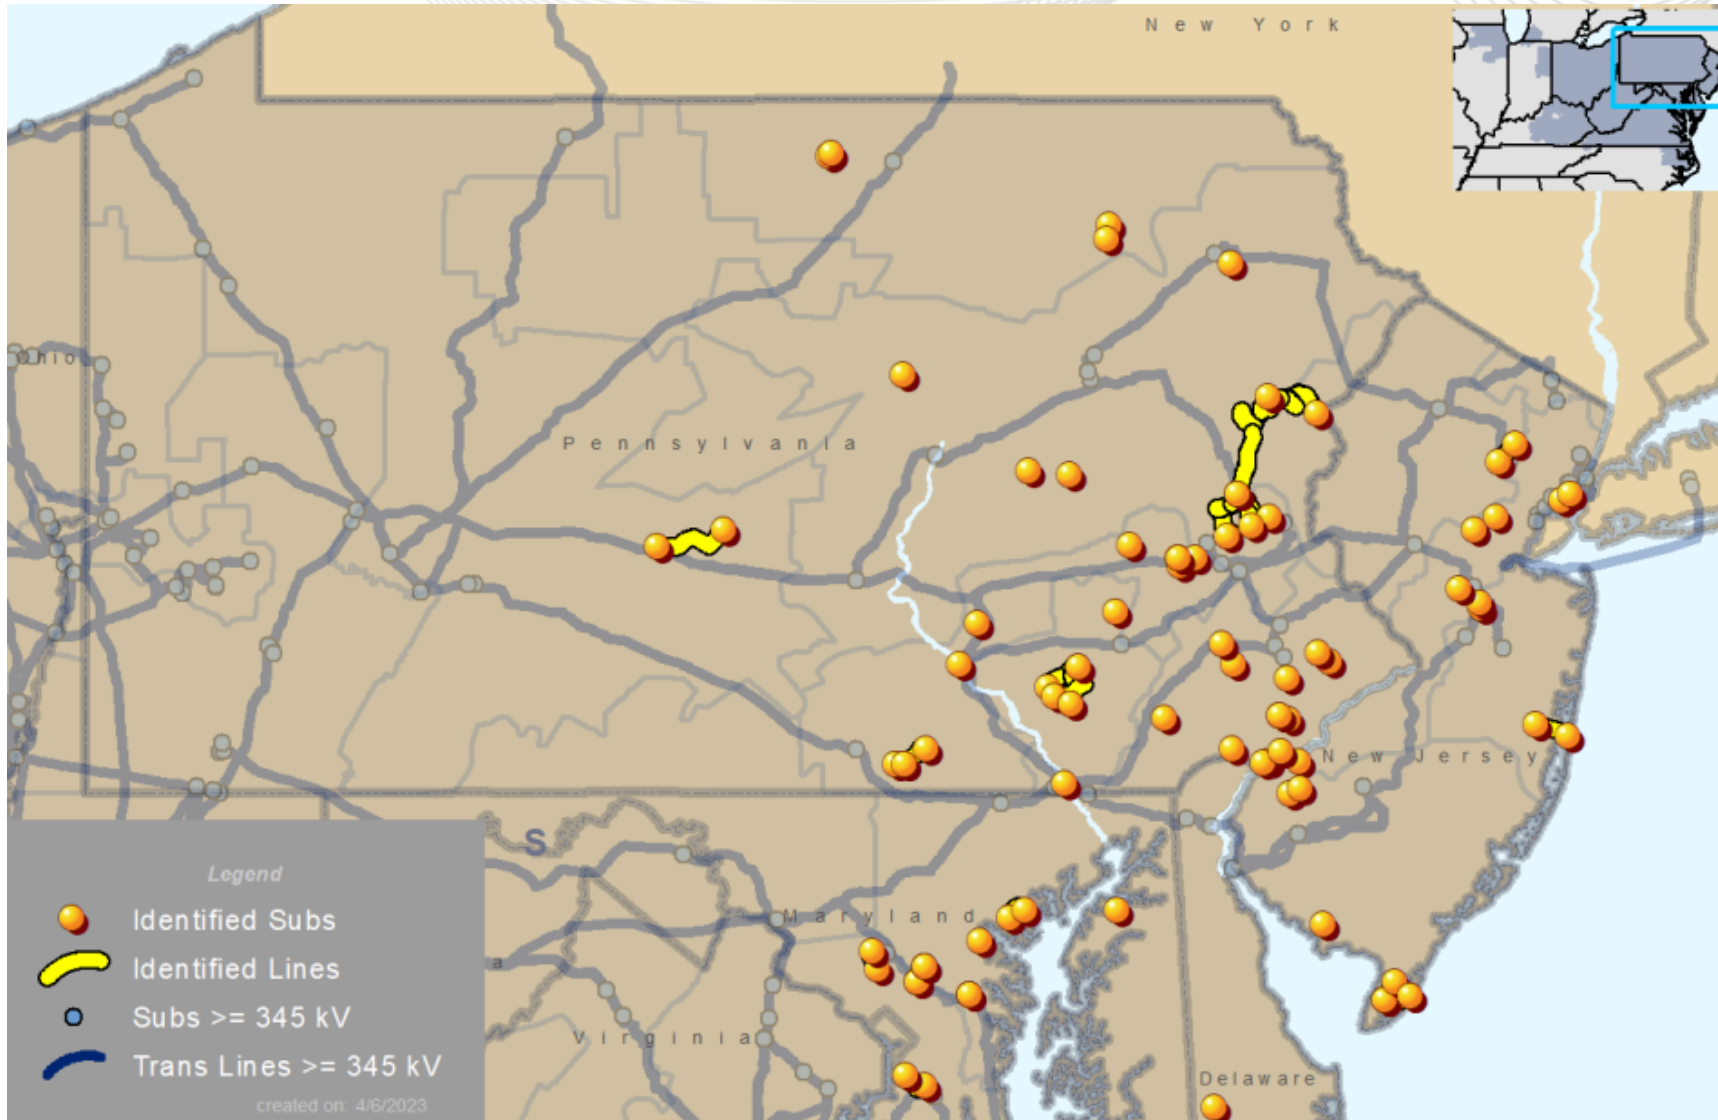 New York
Ohio
Pennsylvania
New Jersey
S
Maryland
a
Virginia
Delaware
Legend
Identified Subs
Identified Lines
Subs >= 345 kV
Trans Lines >= 345 kV
created on: 4/6/2023